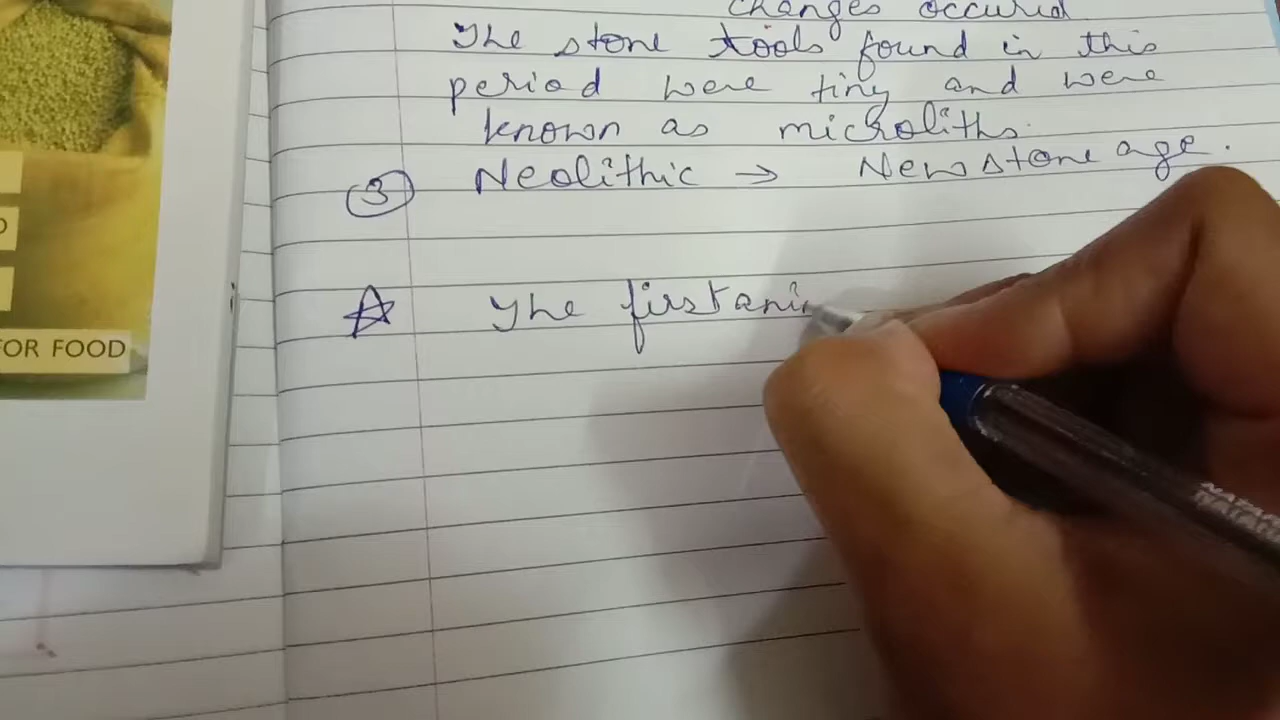 changes occured
The stone tools found in this
period were tiny and were
known as microliths.
③ Neolithic → New stone age.
☆ The first ani
FOR FOOD